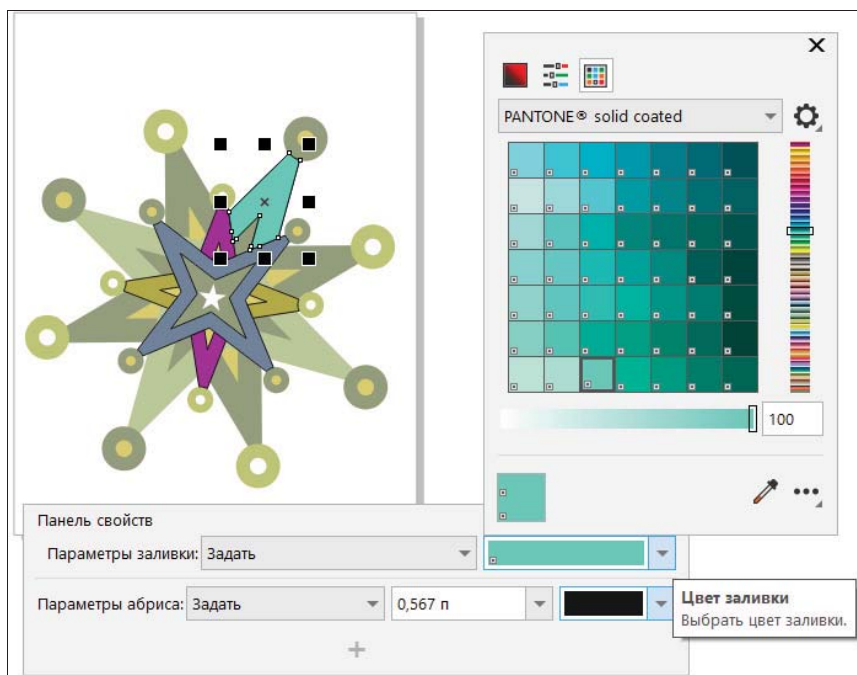 PANTONE® solid coated
100
Панель свойств
Параметры заливки: Задать
Параметры абриса: Задать 0,567 п
Цвет заливки
Выбрать цвет заливки.